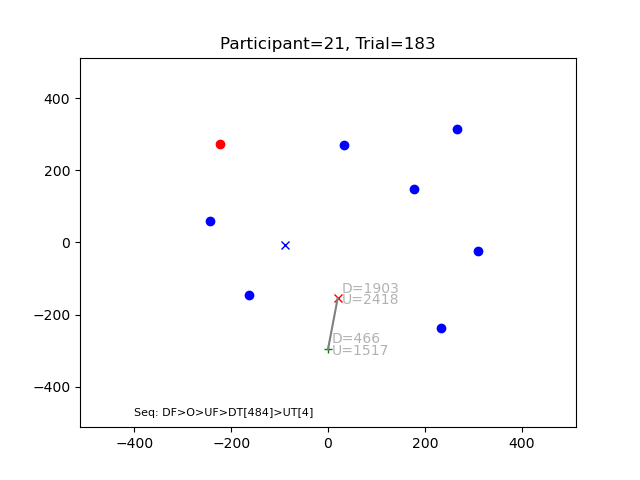 Participant=21, Trial=183
400
200
0
−200
−400
D=1903
U=2418
D=466
U=1517
Seq: DF>O>UF>DT[484]>UT[4]
−400 −200 0 200 400